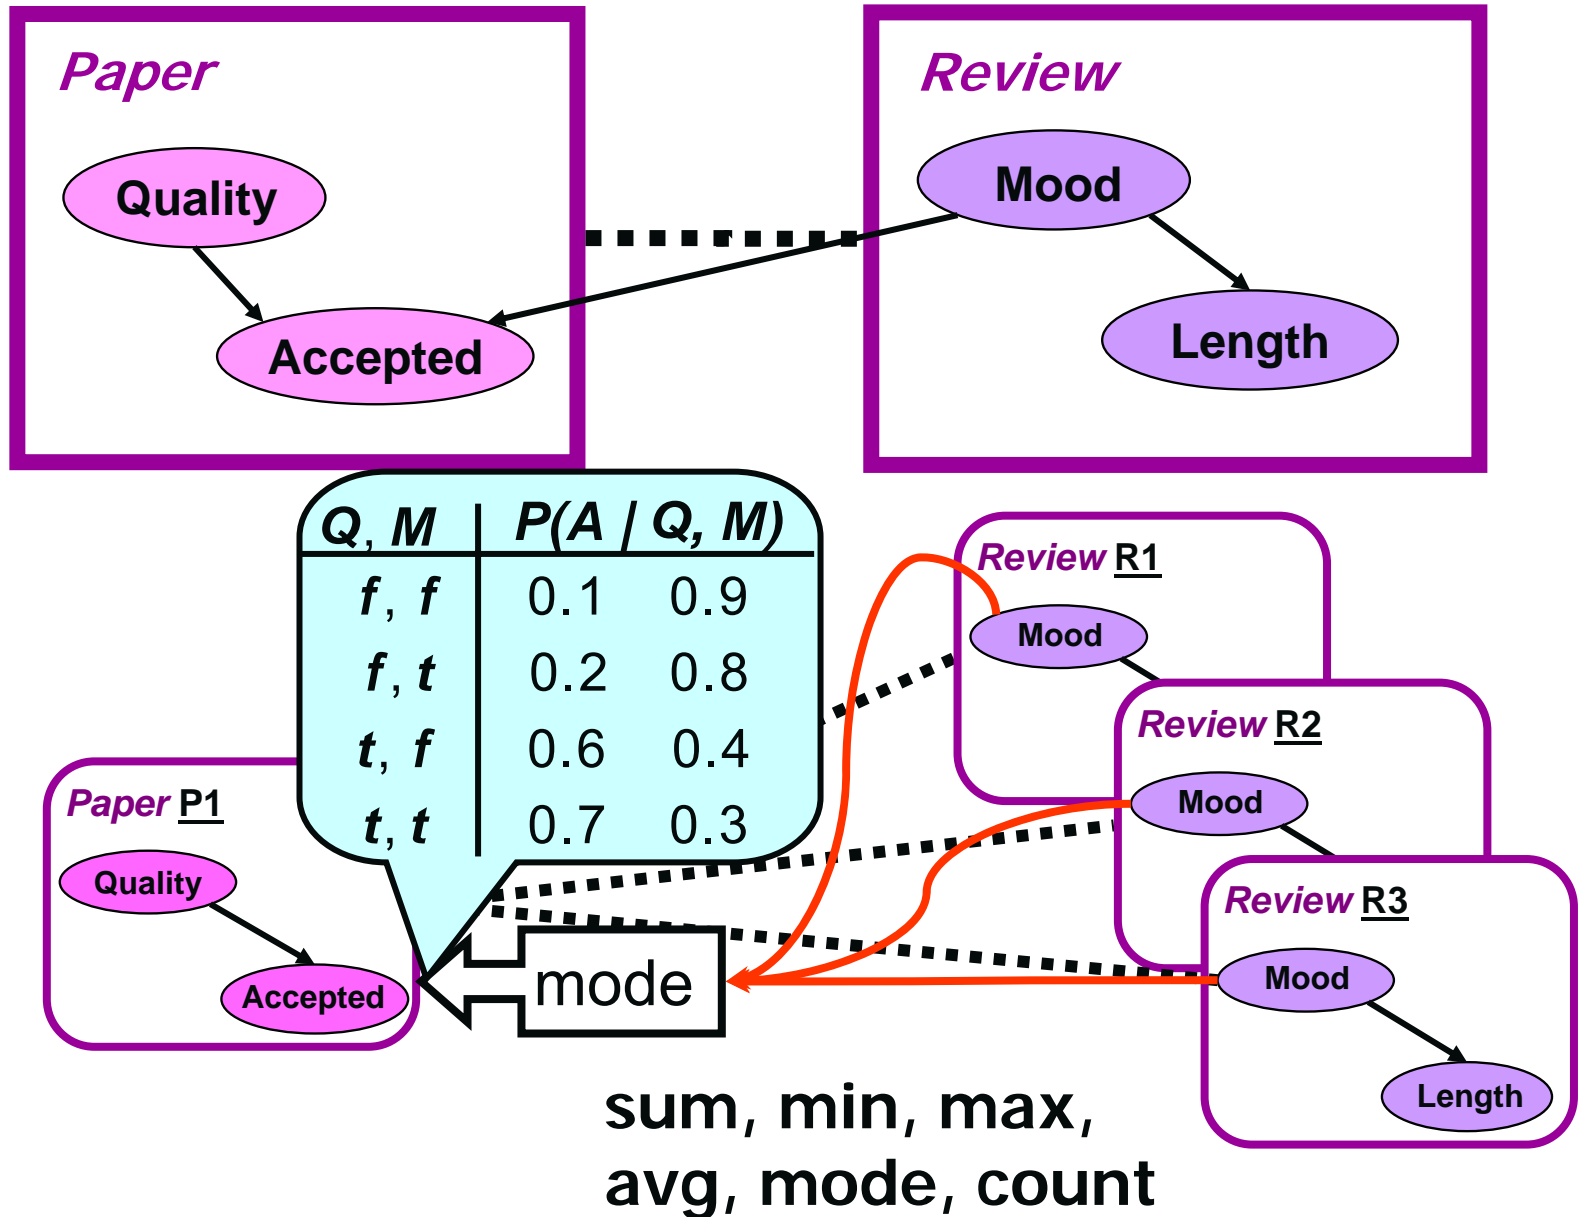 Paper
Quality
Accepted
Review
Mood
Length
Q, M P(A | Q, M)
f, f 0.1 0.9
f, t 0.2 0.8
t, f 0.6 0.4
t, t 0.7 0.3
Paper P1
Quality
Accepted
mode
Review R1
Mood
Review R2
Mood
Review R3
Mood
Length
sum, min, max,
avg, mode, count